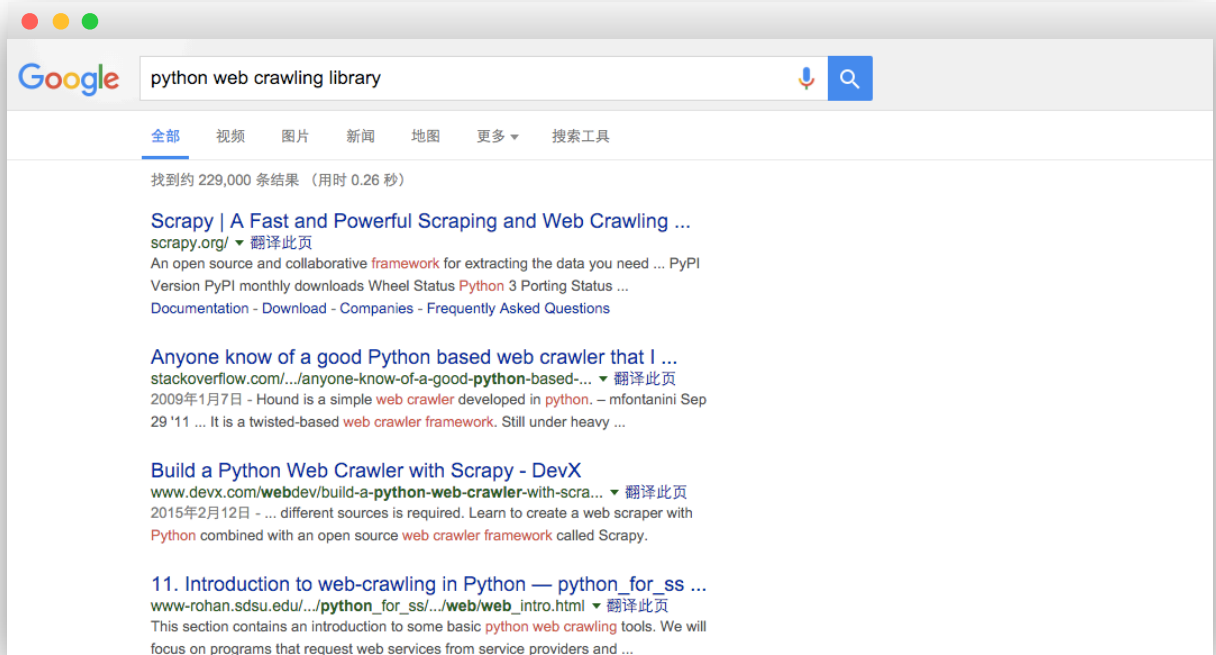 Google python web crawling library
全部 视频 图片 新闻 地图 更多 搜索工具
找到约 229,000 条结果 （用时 0.26 秒）
Scrapy | A Fast and Powerful Scraping and Web Crawling ...
scrapy.org/ 翻译此页
An open source and collaborative framework for extracting the data you need ... PyPI
Version PyPI monthly downloads Wheel Status Python 3 Porting Status ...
Documentation - Download - Companies - Frequently Asked Questions
Anyone know of a good Python based web crawler that I ...
stackoverflow.com/.../anyone-know-of-a-good-python-based-... 翻译此页
2009年1月7日 - Hound is a simple web crawler developed in python. – mfontanini Sep
29 '11 ... It is a twisted-based web crawler framework. Still under heavy ...
Build a Python Web Crawler with Scrapy - DevX
www.devx.com/webdev/build-a-python-web-crawler-with-scra... 翻译此页
2015年2月12日 - ... different sources is required. Learn to create a web scraper with
Python combined with an open source web crawler framework called Scrapy.
11. Introduction to web-crawling in Python — python_for_ss ...
www-rohan.sdsu.edu/.../python_for_ss/.../web/web_intro.html 翻译此页
This section contains an introduction to some basic python web crawling tools. We will
focus on programs that request web services from service providers and ...